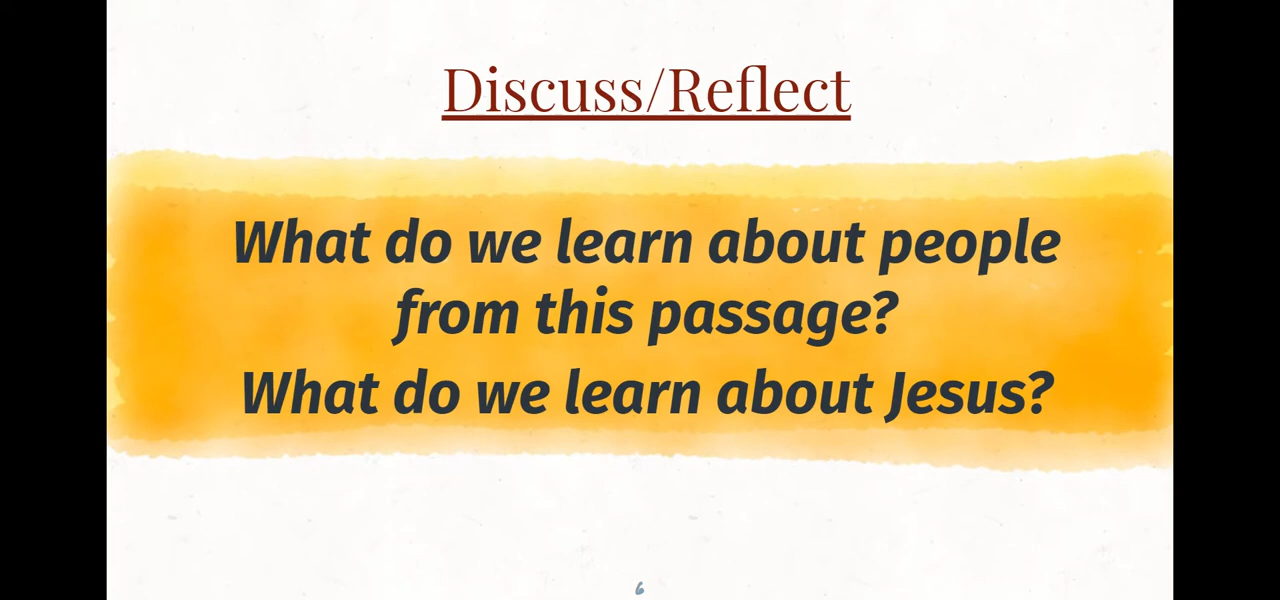 Discuss/Reflect
What do we learn about people
from this passage?
What do we learn about Jesus?
6